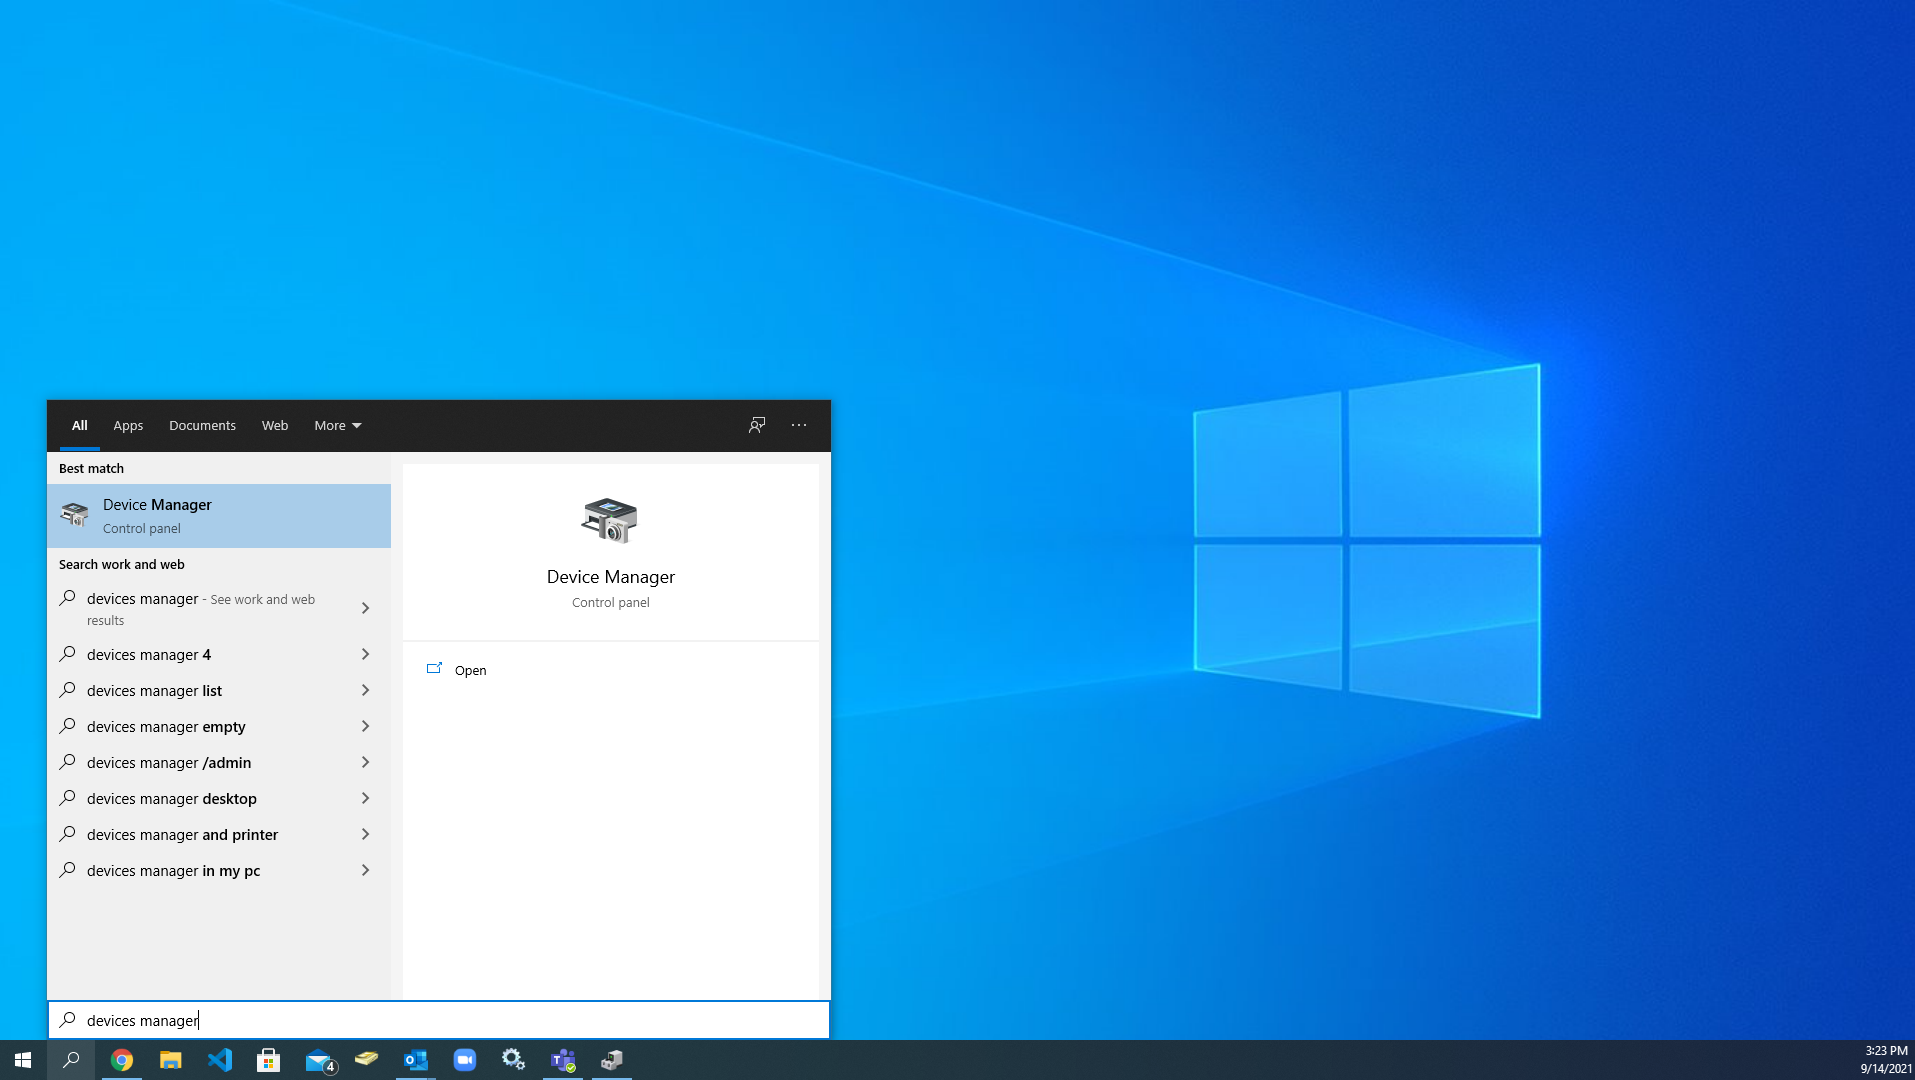 All Apps Documents Web More
Best match
Device Manager
Control panel
Search work and web
devices manager - See work and web
results
devices manager 4
devices manager list
devices manager empty
devices manager /admin
devices manager desktop
devices manager and printer
devices manager in my pc
Device Manager
Control panel
Open
devices manager
4
3:23 PM
9/14/2021